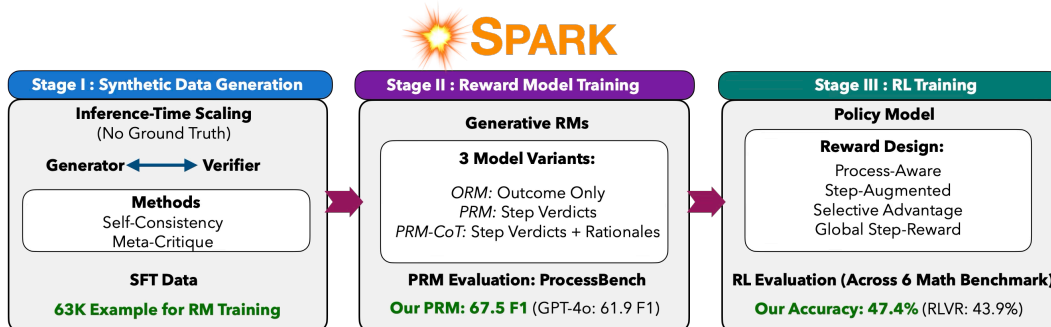 SPARK
Stage I : Synthetic Data Generation
Inference-Time Scaling
(No Ground Truth)
Generator Verifier
Methods
Self-Consistency
Meta-Critique
SFT Data
63K Example for RM Training
Stage II : Reward Model Training
Generative RMs
3 Model Variants:
ORM: Outcome Only
PRM: Step Verdicts
PRM-CoT: Step Verdicts + Rationales
PRM Evaluation: ProcessBench
Our PRM: 67.5 F1 (GPT-4o: 61.9 F1)
Stage III : RL Training
Policy Model
Reward Design:
Process-Aware
Step-Augmented
Selective Advantage
Global Step-Reward
RL Evaluation (Across 6 Math Benchmark)
Our Accuracy: 47.4% (RLVR: 43.9%)